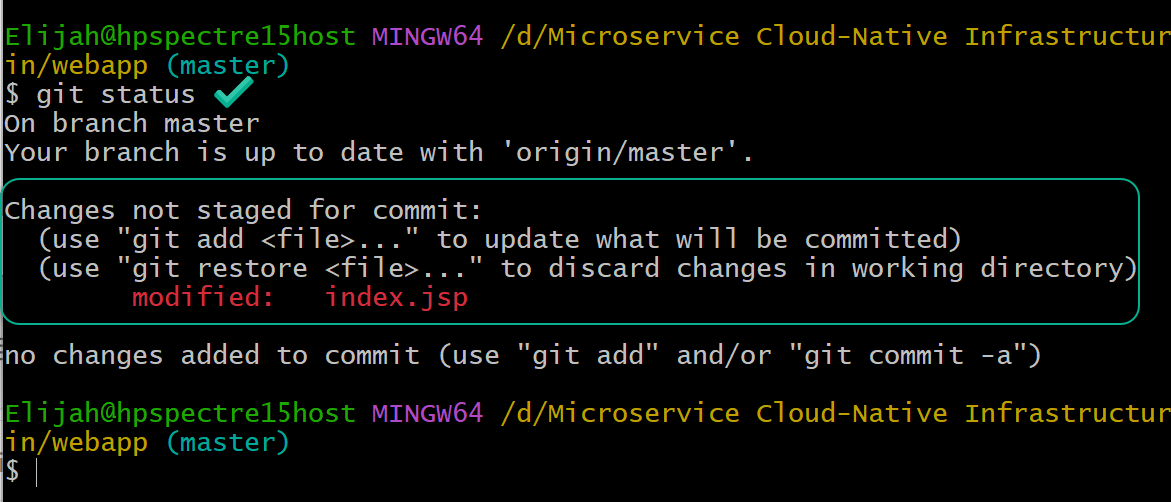 Elijah@hpspectre15host MINGW64 /d/Microservice Cloud-Native Infrastructur
in/webapp (master)
$ git status
On branch master
Your branch is up to date with 'origin/master'.
Changes not staged for commit:
(use "git add <file>..." to update what will be committed)
(use "git restore <file>..." to discard changes in working directory)
modified: index.jsp
no changes added to commit (use "git add" and/or "git commit -a")
Elijah@hpspectre15host MINGW64 /d/Microservice Cloud-Native Infrastructur
in/webapp (master)
$